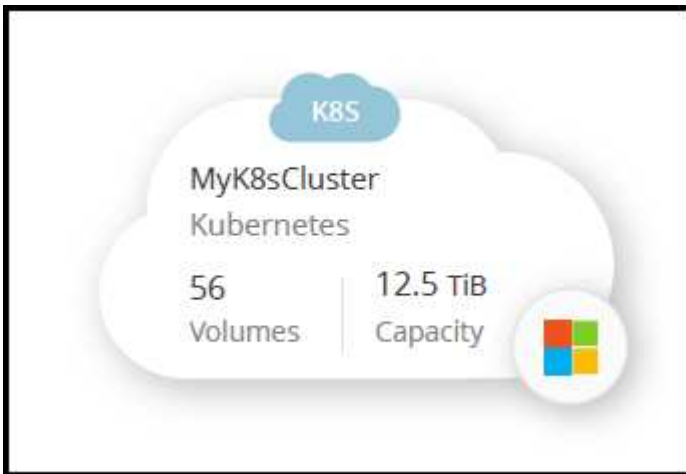 K8S
MyK8sCluster
Kubernetes
56
Volumes
12.5 TiB
Capacity